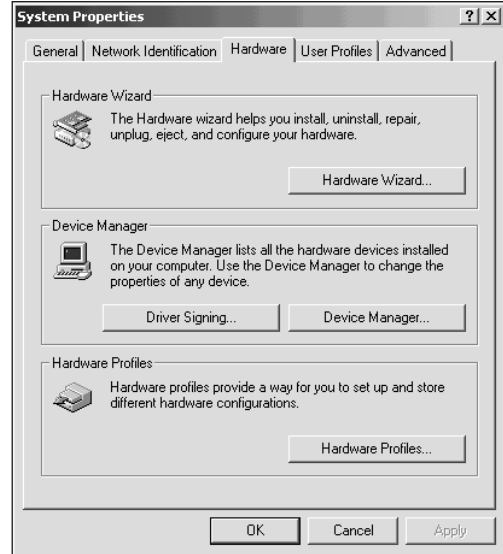 System Properties
? X
General Network Identification Hardware User Profiles Advanced
Hardware Wizard
The Hardware wizard helps you install, uninstall, repair,
unplug, eject, and configure your hardware.
Hardware Wizard...
Device Manager
The Device Manager lists all the hardware devices installed
on your computer. Use the Device Manager to change the
properties of any device.
Driver Signing... Device Manager...
Hardware Profiles
Hardware profiles provide a way for you to set up and store
different hardware configurations.
Hardware Profiles...
OK Cancel Apply